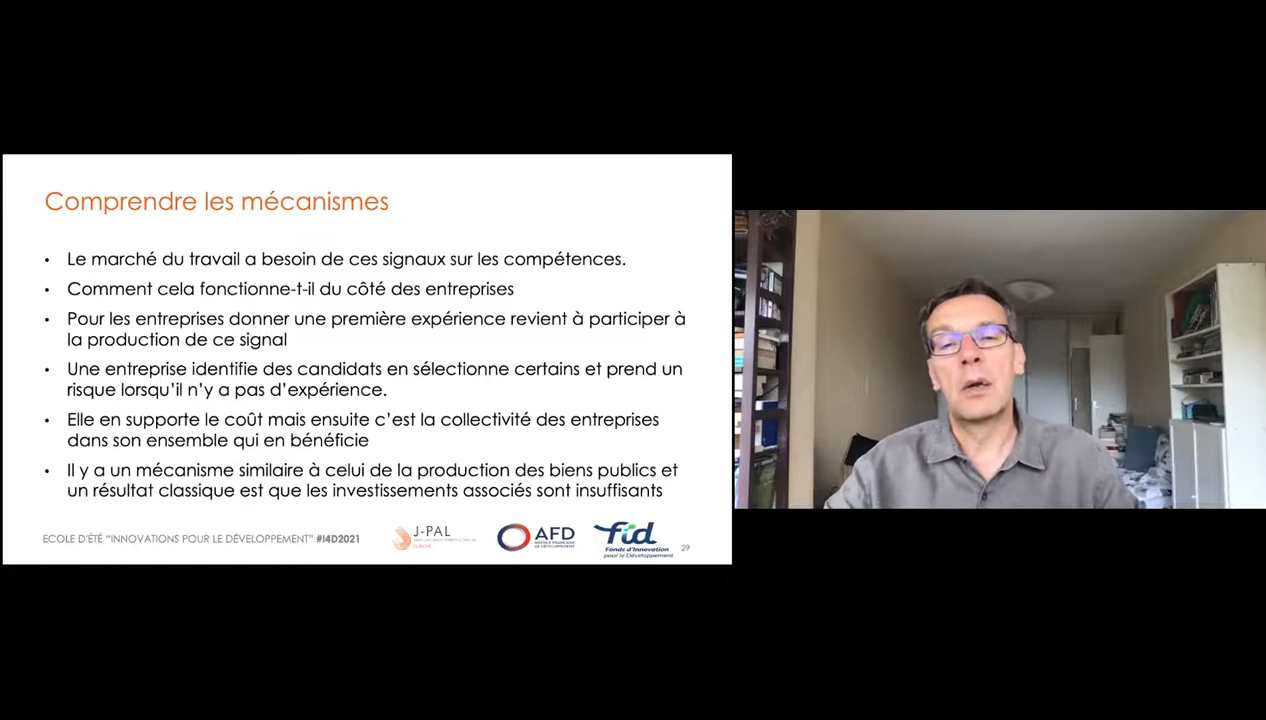 Comprendre les mécanismes
• Le marché du travail a besoin de ces signaux sur les compétences.
• Comment cela fonctionne-t-il du côté des entreprises
• Pour les entreprises donner une première expérience revient à participer à
la production de ce signal
• Une entreprise identifie des candidats en sélectionne certains et prend un
risque lorsqu'il n'y a pas d'expérience.
• Elle en supporte le coût mais ensuite c'est la collectivité des entreprises
dans son ensemble qui en bénéficie
• Il y a un mécanisme similaire à celui de la production des biens publics et
un résultat classique est que les investissements associés sont insuffisants
ECOLE D'ÉTÉ "INNOVATIONS POUR LE DÉVELOPPEMENT" #I4D2021
J-PAL
AFD
AGENCE FRANÇAISE
DE DÉVELOPPEMENT
fid
Fonds d'Innovation
pour le Développement
29